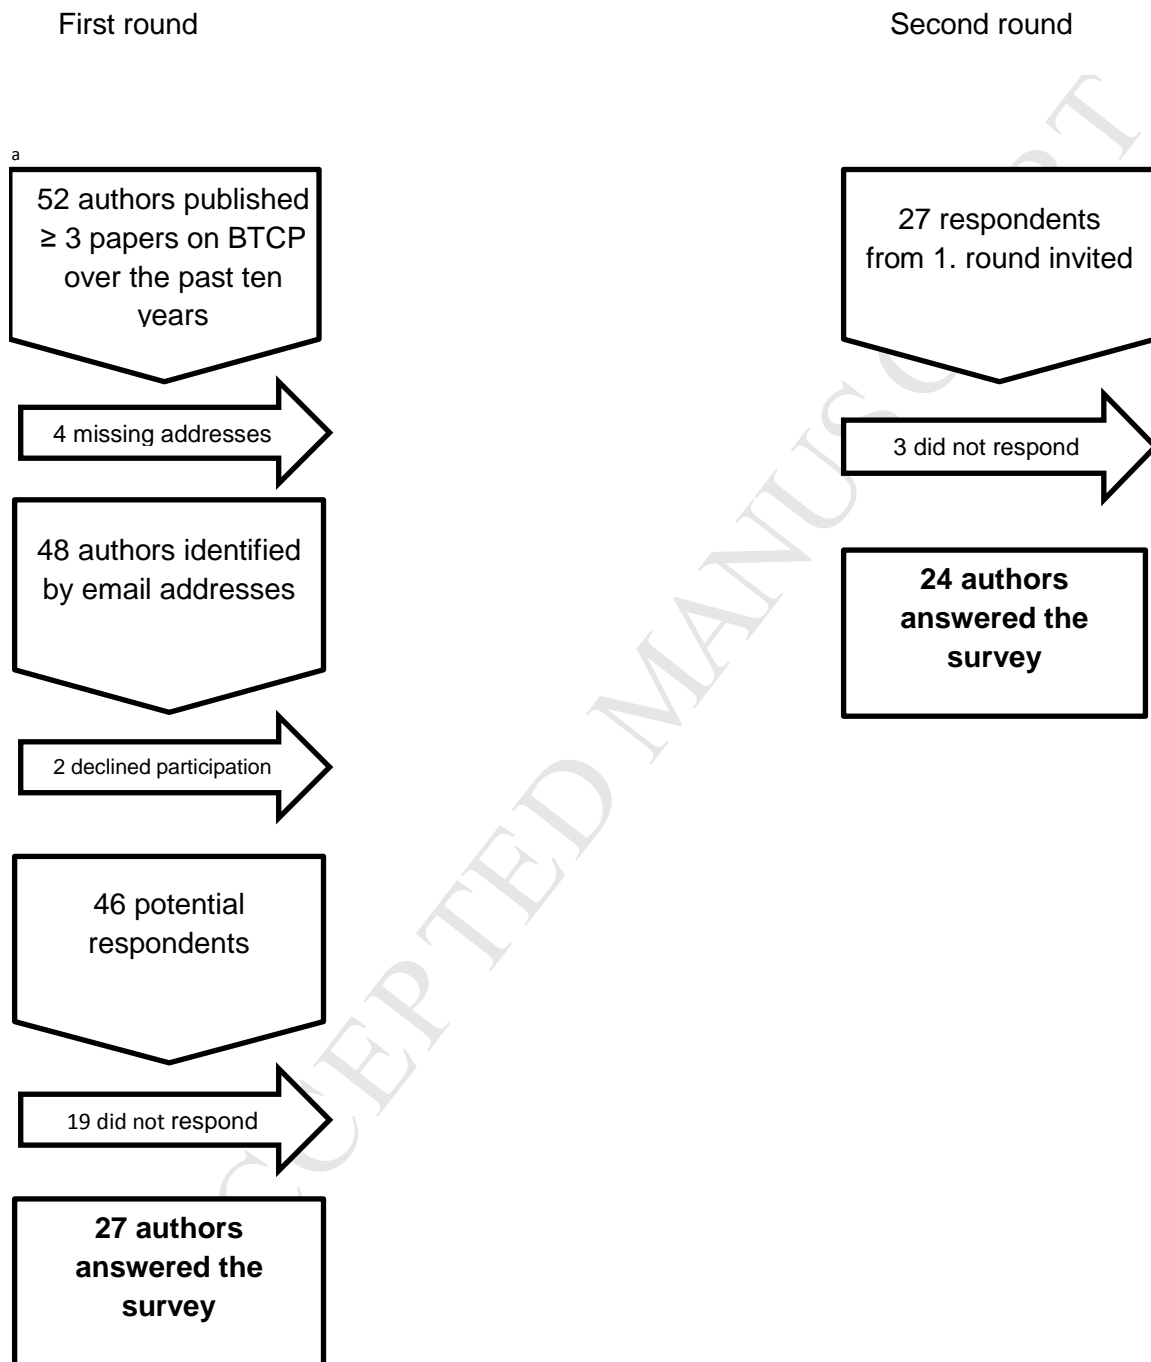 First round
Second round
a
52 authors published
≥ 3 papers on BTCP
over the past ten
years
4 missing addresses
48 authors identified
by email addresses
2 declined participation
46 potential
respondents
19 did not respond
27 authors
answered the
survey
27 respondents
from 1. round invited
3 did not respond
24 authors
answered the
survey
ACCEPTED MANUSCRIPT